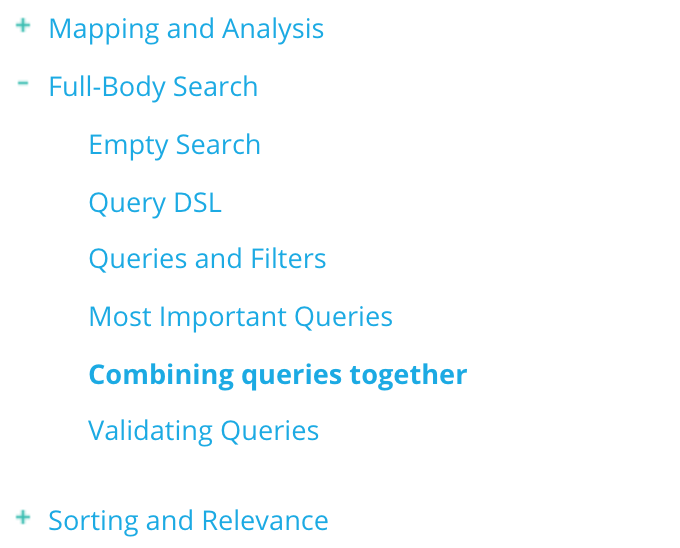 + Mapping and Analysis
- Full-Body Search
Empty Search
Query DSL
Queries and Filters
Most Important Queries
Combining queries together
Validating Queries
+ Sorting and Relevance